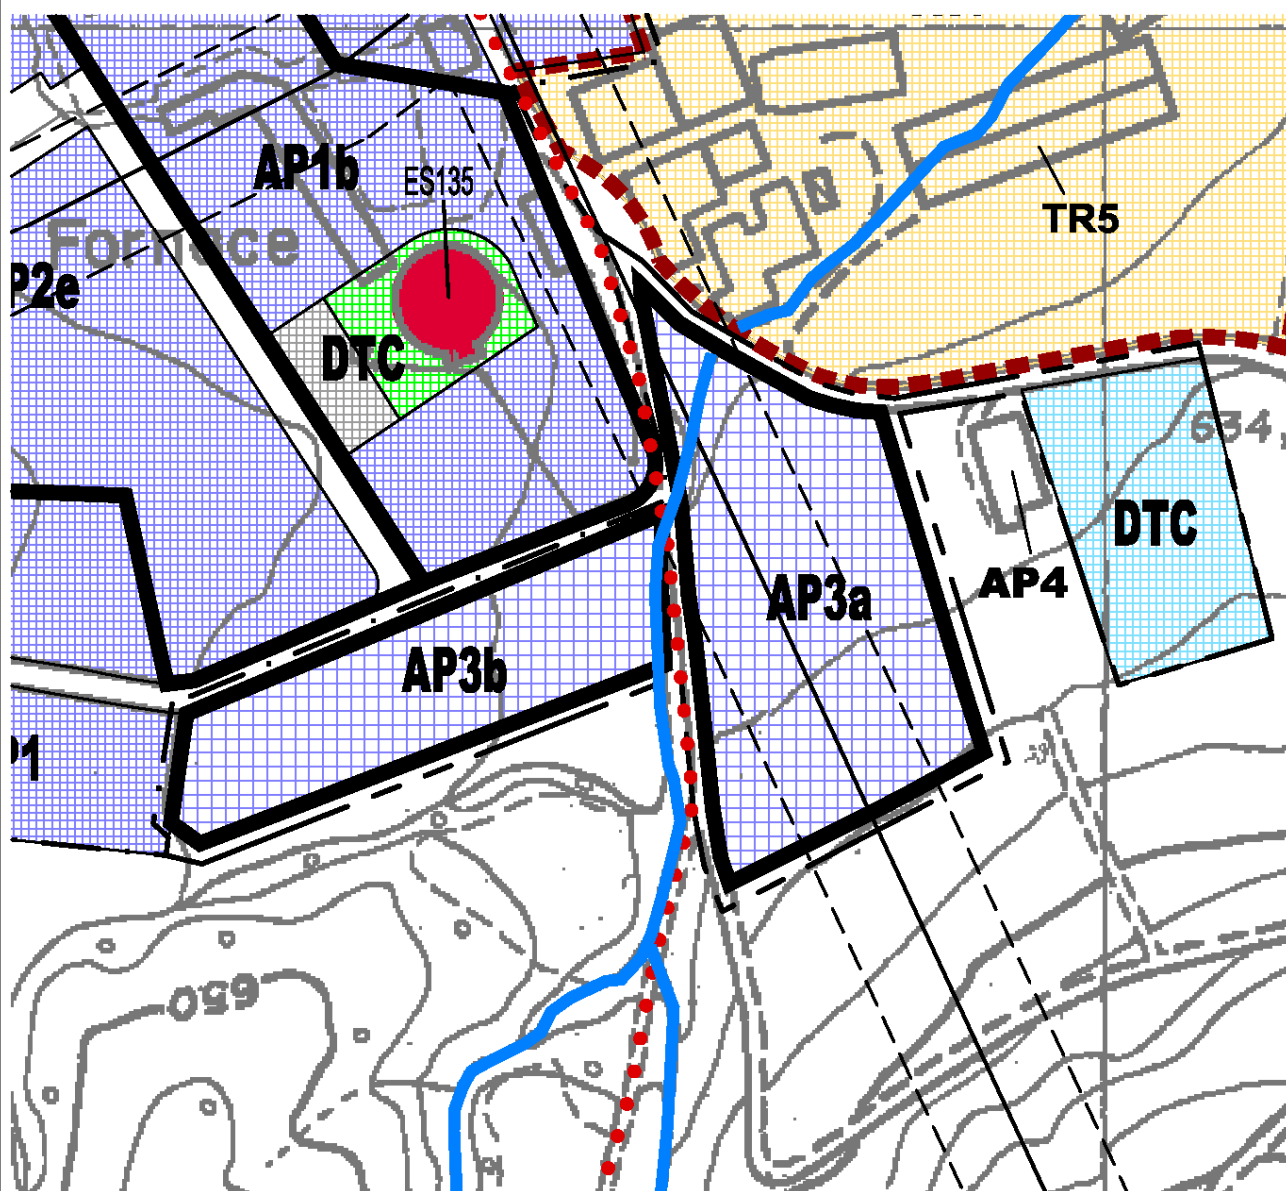 AP1b
ES135
TR5
Fornace
P2e
DTC
634,
DTC
AP4
AP3a
AP3b
P1
650